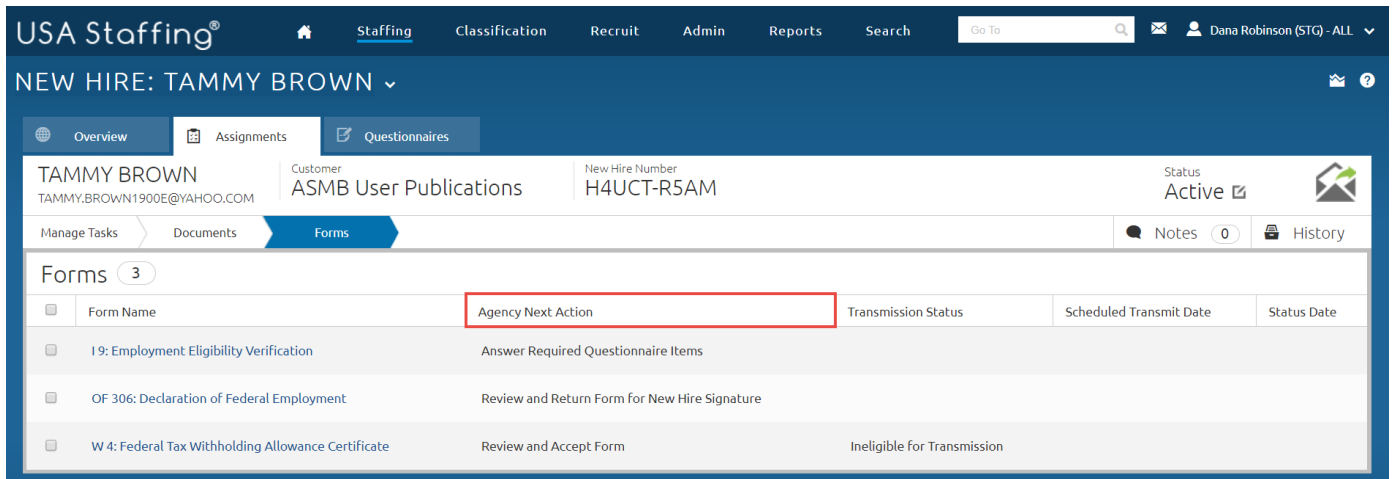 USA Staffing® Staffing Classification Recruit Admin Reports Search Go To Dana Robinson (STG) - ALL
NEW HIRE: TAMMY BROWN
Overview Assignments Questionnaires
TAMMY BROWN
TAMMY.BROWN1900E@YAHOO.COM
Customer
ASMB User Publications
New Hire Number
H4UCT-R5AM
Status
Active
Manage Tasks Documents Forms Notes 0 History
Forms 3
Form Name Agency Next Action Transmission Status Scheduled Transmit Date Status Date
I 9: Employment Eligibility Verification Answer Required Questionnaire Items
OF 306: Declaration of Federal Employment Review and Return Form for New Hire Signature
W 4: Federal Tax Withholding Allowance Certificate Review and Accept Form Ineligible for Transmission